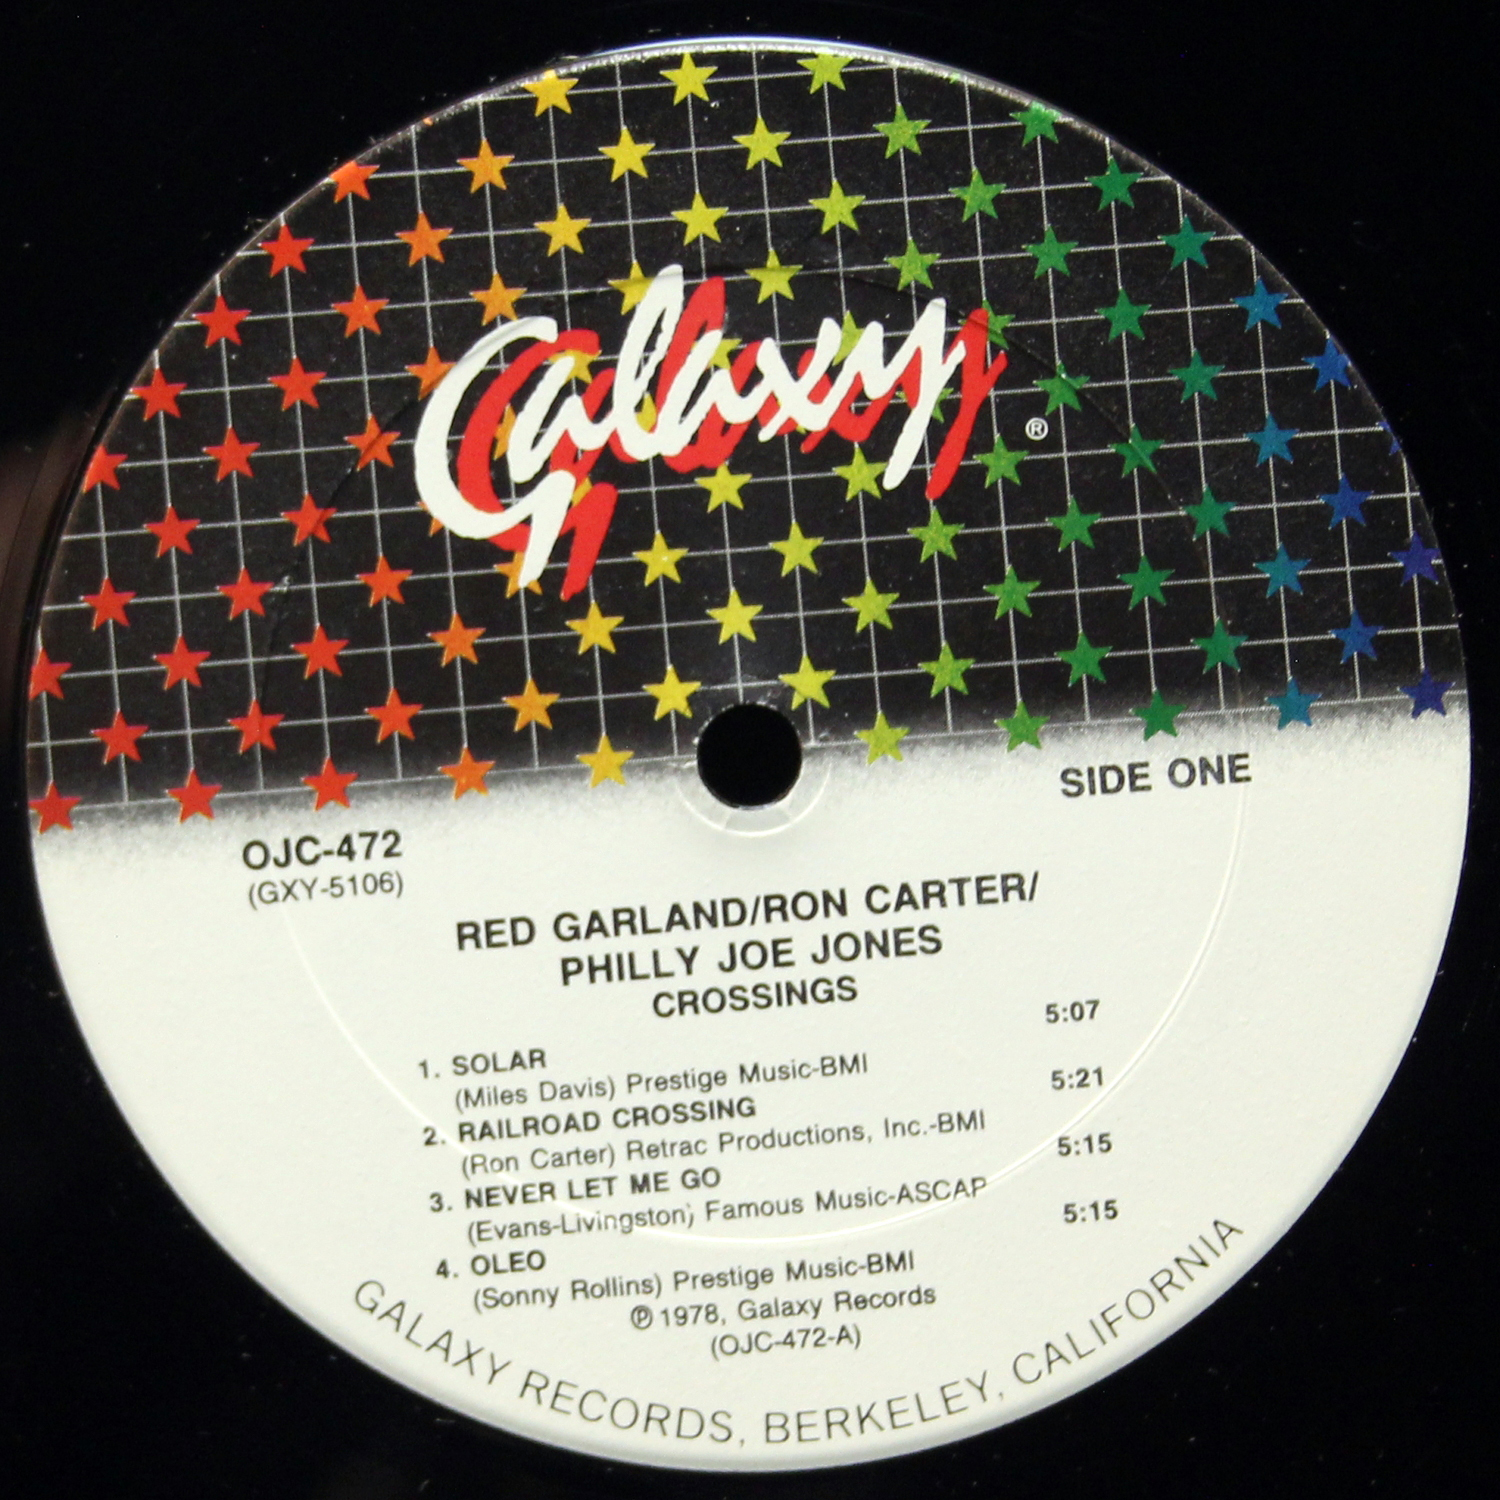 Galaxy ®
SIDE ONE
OJC-472
(GXY-5106)
RED GARLAND/RON CARTER/
PHILLY JOE JONES
CROSSINGS
1. SOLAR 5:07
(Miles Davis) Prestige Music-BMI
2. RAILROAD CROSSING 5:21
(Ron Carter) Retrac Productions, Inc.-BMI
3. NEVER LET ME GO 5:15
(Evans-Livingston) Famous Music-ASCAP
4. OLEO 5:15
(Sonny Rollins) Prestige Music-BMI
℗ 1978, Galaxy Records
(OJC-472-A)
GALAXY RECORDS, BERKELEY, CALIFORNIA